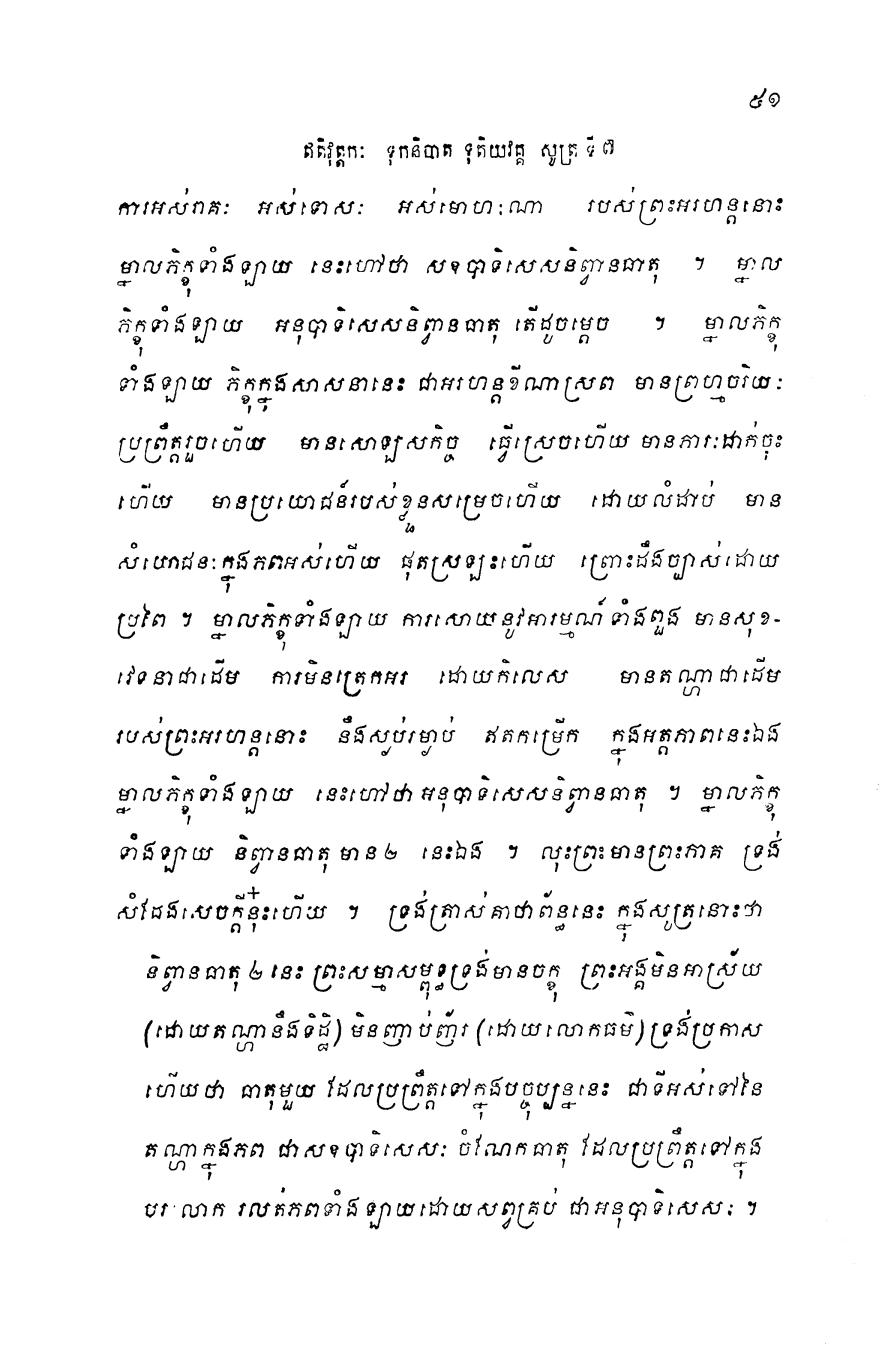 ៥១
ឥតិវុត្តកៈ ទុកនិបាត ទុតិយវគ្គ សូត្រ ទី ៧
ការអស់រាគៈ អស់ទោសៈ អស់មោហៈណា របស់ព្រះអរហន្តនោះ
ម្នាលភិក្ខុទាំងឡាយ នេះហៅថា សឧបាទិសេសនិព្វានធាតុ ។ ម្នាល
ភិក្ខុទាំងឡាយ អនុបាទិសេសនិព្វានធាតុ តើដូចម្តេច ។ ម្នាលភិក្ខុ
ទាំងឡាយ ភិក្ខុក្នុងសាសនានេះ ជាអរហន្តខីណាស្រព មានព្រហ្មចរិយៈ
ប្រព្រឹត្តរួចហើយ មានសោឡសកិច្ច ធ្វើស្រេចហើយ មានភារៈដាក់ចុះ
ហើយ មានប្រយោជន៍របស់ខ្លួនសម្រេចហើយ ដោយលំដាប់ មាន
សំយោជនៈក្នុងភពអស់ហើយ ផុតស្រឡះហើយ ព្រោះដឹងច្បាស់ដោយ
ប្រពៃ ។ ម្នាលភិក្ខុទាំងឡាយ ការសោយនូវអារម្មណ៍ទាំងពួង មានសុខ-
វេទនាជាដើម ការមិនត្រេកអរ ដោយកិលេស មានតណ្ហាជាដើម
របស់ព្រះអរហន្តនោះ នឹងស្ងប់រម្ងាប់ ឥតកម្រើក ក្នុងអត្តភាពនេះឯង
ម្នាលភិក្ខុទាំងឡាយ នេះហៅថា អនុបាទិសេសនិព្វានធាតុ ។ ម្នាលភិក្ខុ
ទាំងឡាយ និព្វានធាតុ មាន ២ នេះឯង ។ លុះព្រះមានព្រះភាគ ទ្រង់
សំដែងសេចក្តីនុ៎ះហើយ ។ ទ្រង់ត្រាស់គាថាព័ន្ធនេះ ក្នុងសូត្រនោះថា
និព្វានធាតុ ២ នេះ ព្រះសម្មាសម្ពុទ្ធទ្រង់មានចក្ខុ ព្រះអង្គមិនអាស្រ័យ
(ដោយតណ្ហានឹងទិដ្ឋិ) មិនញាប់ញ័រ (ដោយលោកធម៌) ទ្រង់ប្រកាស
ហើយថា ធាតុមួយ ដែលប្រព្រឹត្តទៅក្នុងបច្ចុប្បន្ននេះ ជាទីអស់ទៅនៃ
តណ្ហាក្នុងភព ជាសឧបាទិសេសៈ ចំណែកធាតុ ដែលប្រព្រឹត្តទៅក្នុង
បរលោក រលត់ភពទាំងឡាយដោយសព្វគ្រប់ ជាអនុបាទិសេសៈ ។